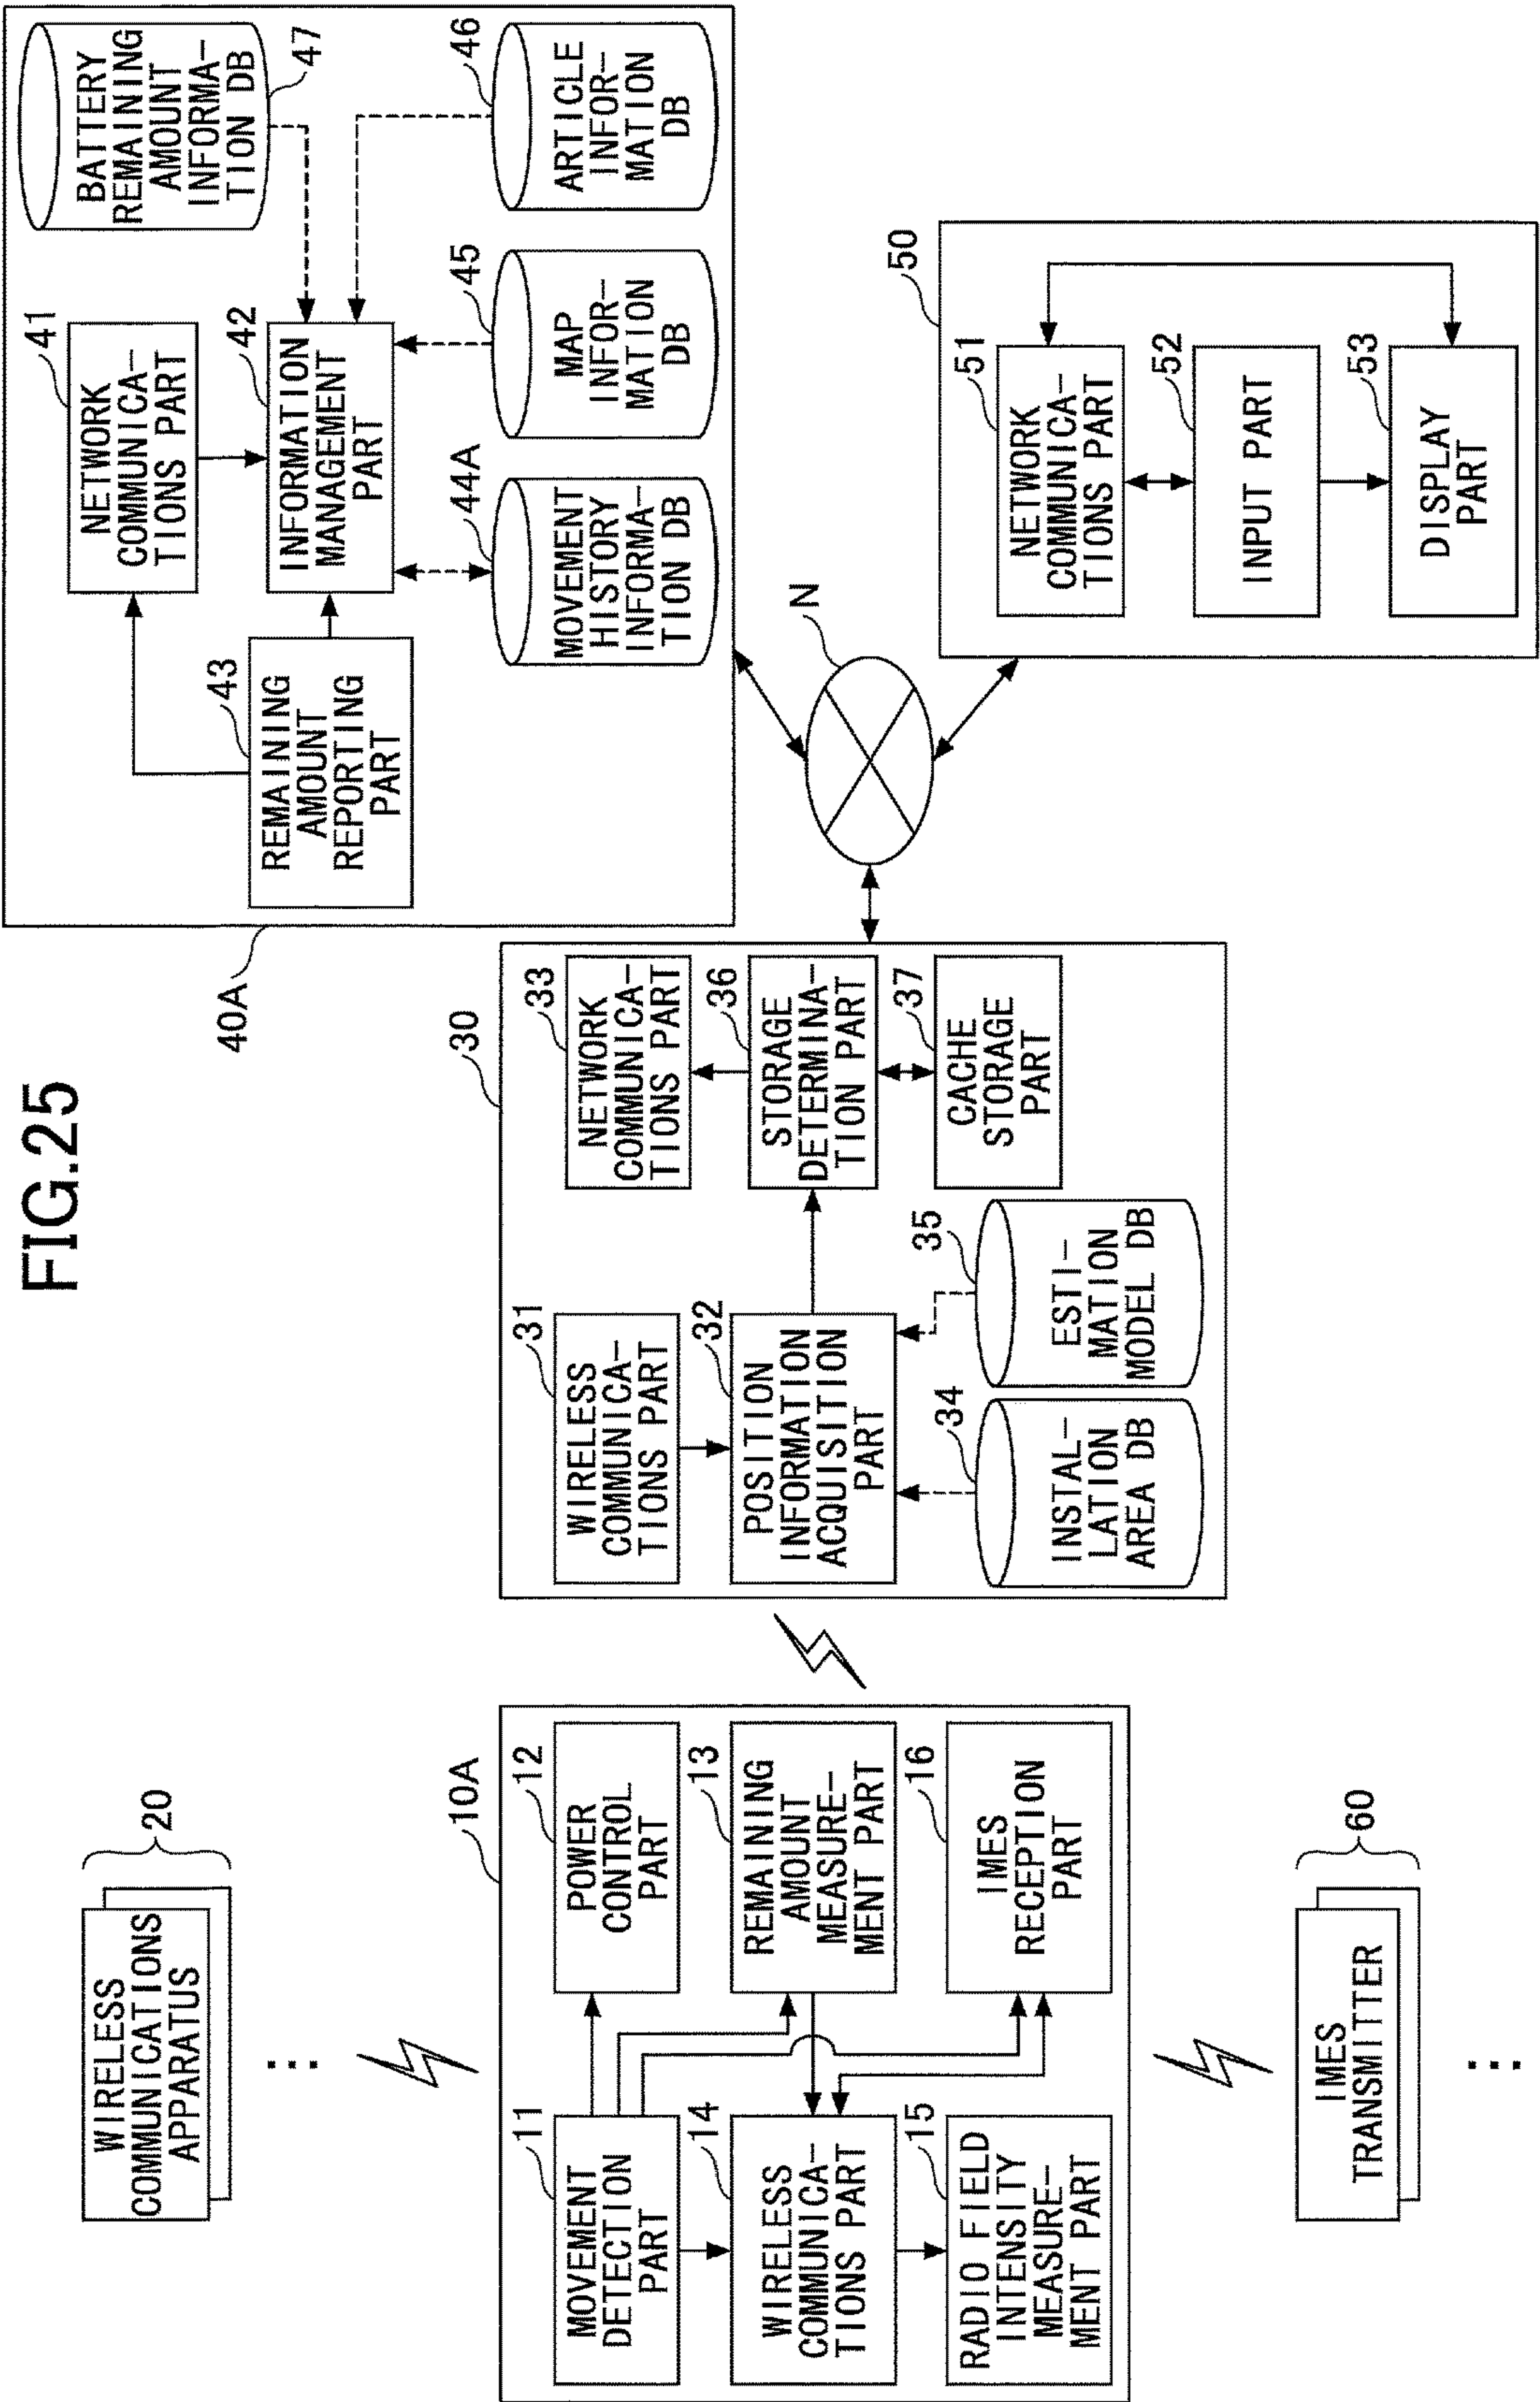 FIG.25
WIRELESS
COMMUNICATIONS
APPARATUS
20
10A
11
MOVEMENT
DETECTION
PART
12
POWER
CONTROL
PART
14
WIRELESS
COMMUNICA-
TIONS PART
13
REMAINING
AMOUNT
MEASURE-
MENT PART
15
RADIO FIELD
INTENSITY
MEASURE-
MENT PART
16
IMES
RECEPTION
PART
IMES
TRANSMITTER
60
30
31
WIRELESS
COMMUNICA-
TIONS PART
33
NETWORK
COMMUNICA-
TIONS PART
32
POSITION
INFORMATION
ACQUISITION
PART
36
STORAGE
DETERMINA-
TION PART
34
INSTAL-
LATION
AREA DB
35
ESTI-
MATION
MODEL DB
37
CACHE
STORAGE
PART
40A
43
REMAINING
AMOUNT
REPORTING
PART
41
NETWORK
COMMUNICA-
TIONS PART
42
INFORMATION
MANAGEMENT
PART
BATTERY
REMAINING
AMOUNT
INFORMA-
TION DB
47
44A
MOVEMENT
HISTORY
INFORMA-
TION DB
45
MAP
INFOR-
MATION
DB
46
ARTICLE
INFOR-
MATION
DB
N
50
51
NETWORK
COMMUNICA-
TIONS PART
52
INPUT PART
53
DISPLAY
PART